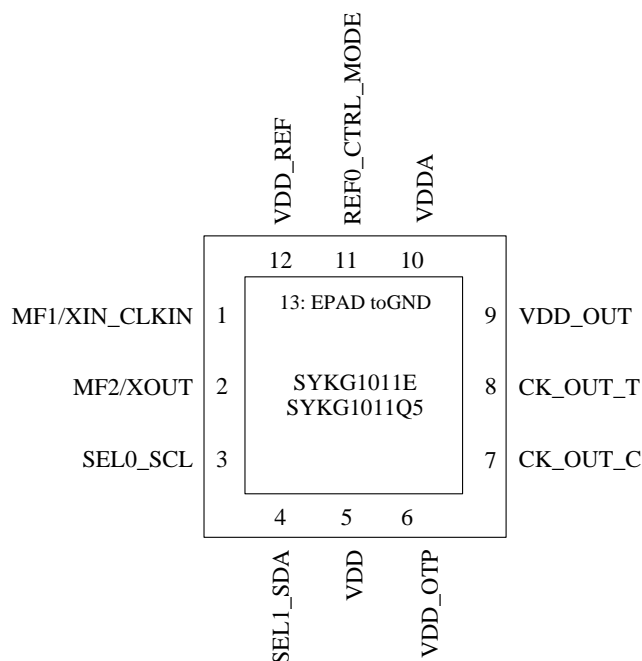 VDD_REF
REF0_CTRL_MODE
VDDA
12
11
10
13: EPAD toGND
MF1/XIN_CLKIN
1
9
VDD_OUT
MF2/XOUT
2
SYKG1011E
SYKG1011Q5
8
CK_OUT_T
SEL0_SCL
3
7
CK_OUT_C
4
5
6
SEL1_SDA
VDD
VDD_OTP